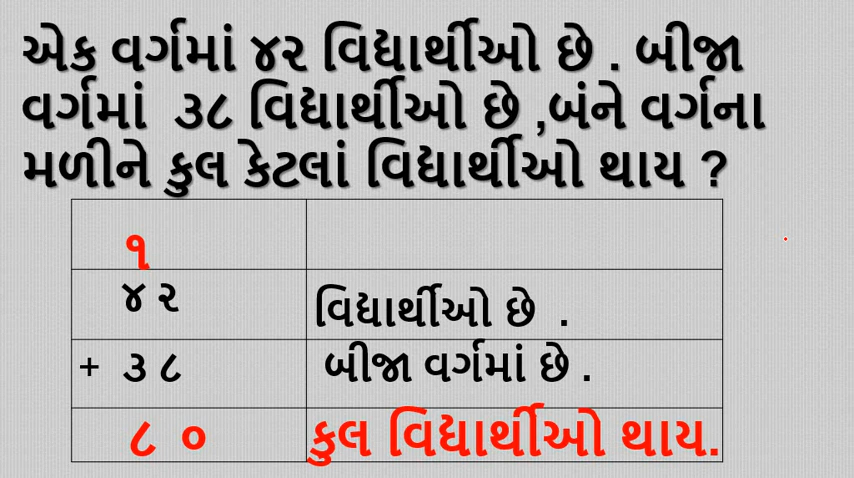 એક વર્ગમાં ૪૨ વિદ્યાર્થીઓ છે . બીજા
વર્ગમાં ૩૮ વિદ્યાર્થીઓ છે ,બંને વર્ગના
મળીને કુલ કેટલાં વિદ્યાર્થીઓ થાય ?
૧
૪ ૨ વિદ્યાર્થીઓ છે .
+ ૩ ૮ બીજા વર્ગમાં છે .
૮ ૦ કુલ વિદ્યાર્થીઓ થાય.